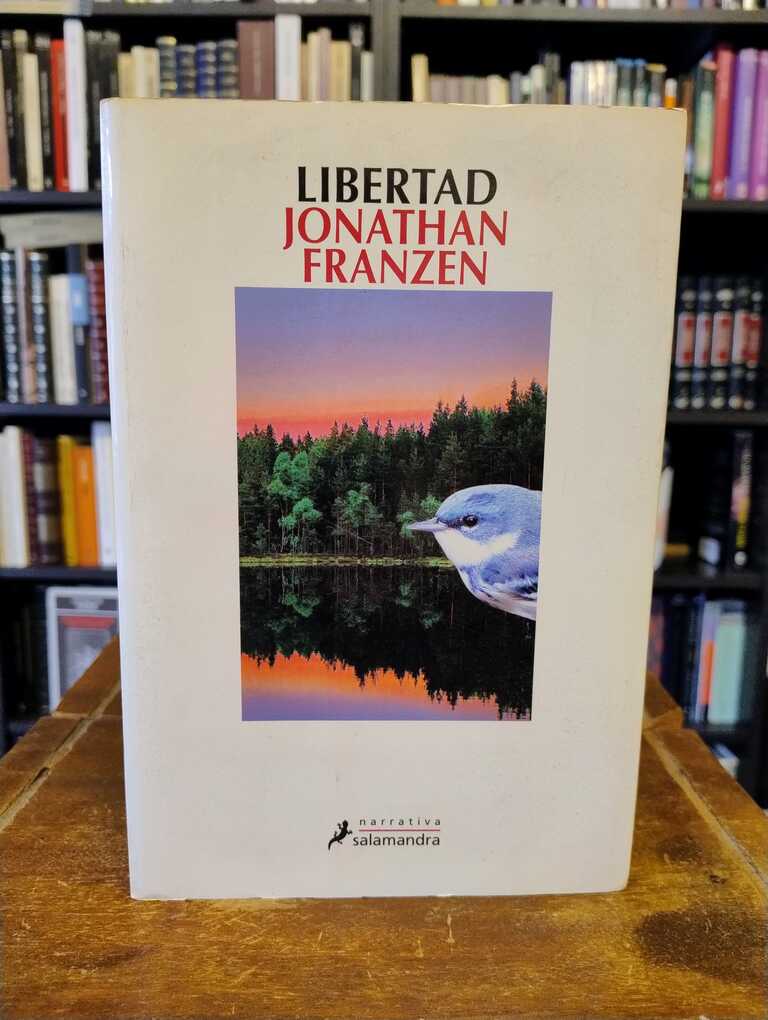 LIBERTAD
JONATHAN
FRANZEN
narrativa
salamandra